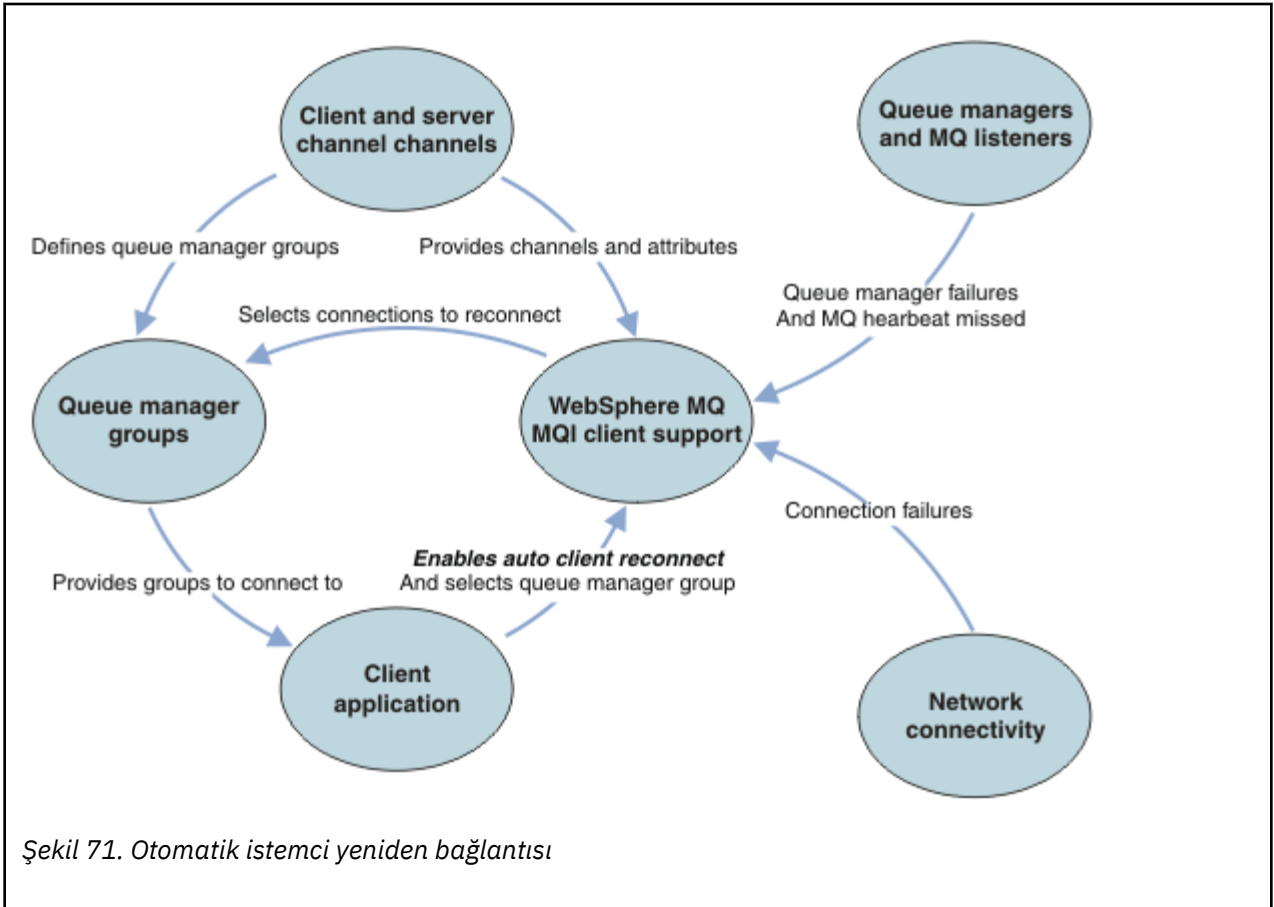 Client and server
channel channels
Queue managers
and MQ listeners
Defines queue manager groups
Provides channels and attributes
Queue manager failures
And MQ hearbeat missed
Selects connections to reconnect
Queue manager
groups
WebSphere MQ
MQI client support
Connection failures
Enables auto client reconnect
And selects queue manager group
Provides groups to connect to
Client
application
Network
connectivity
Şekil 71. Otomatik istemci yeniden bağlantısı